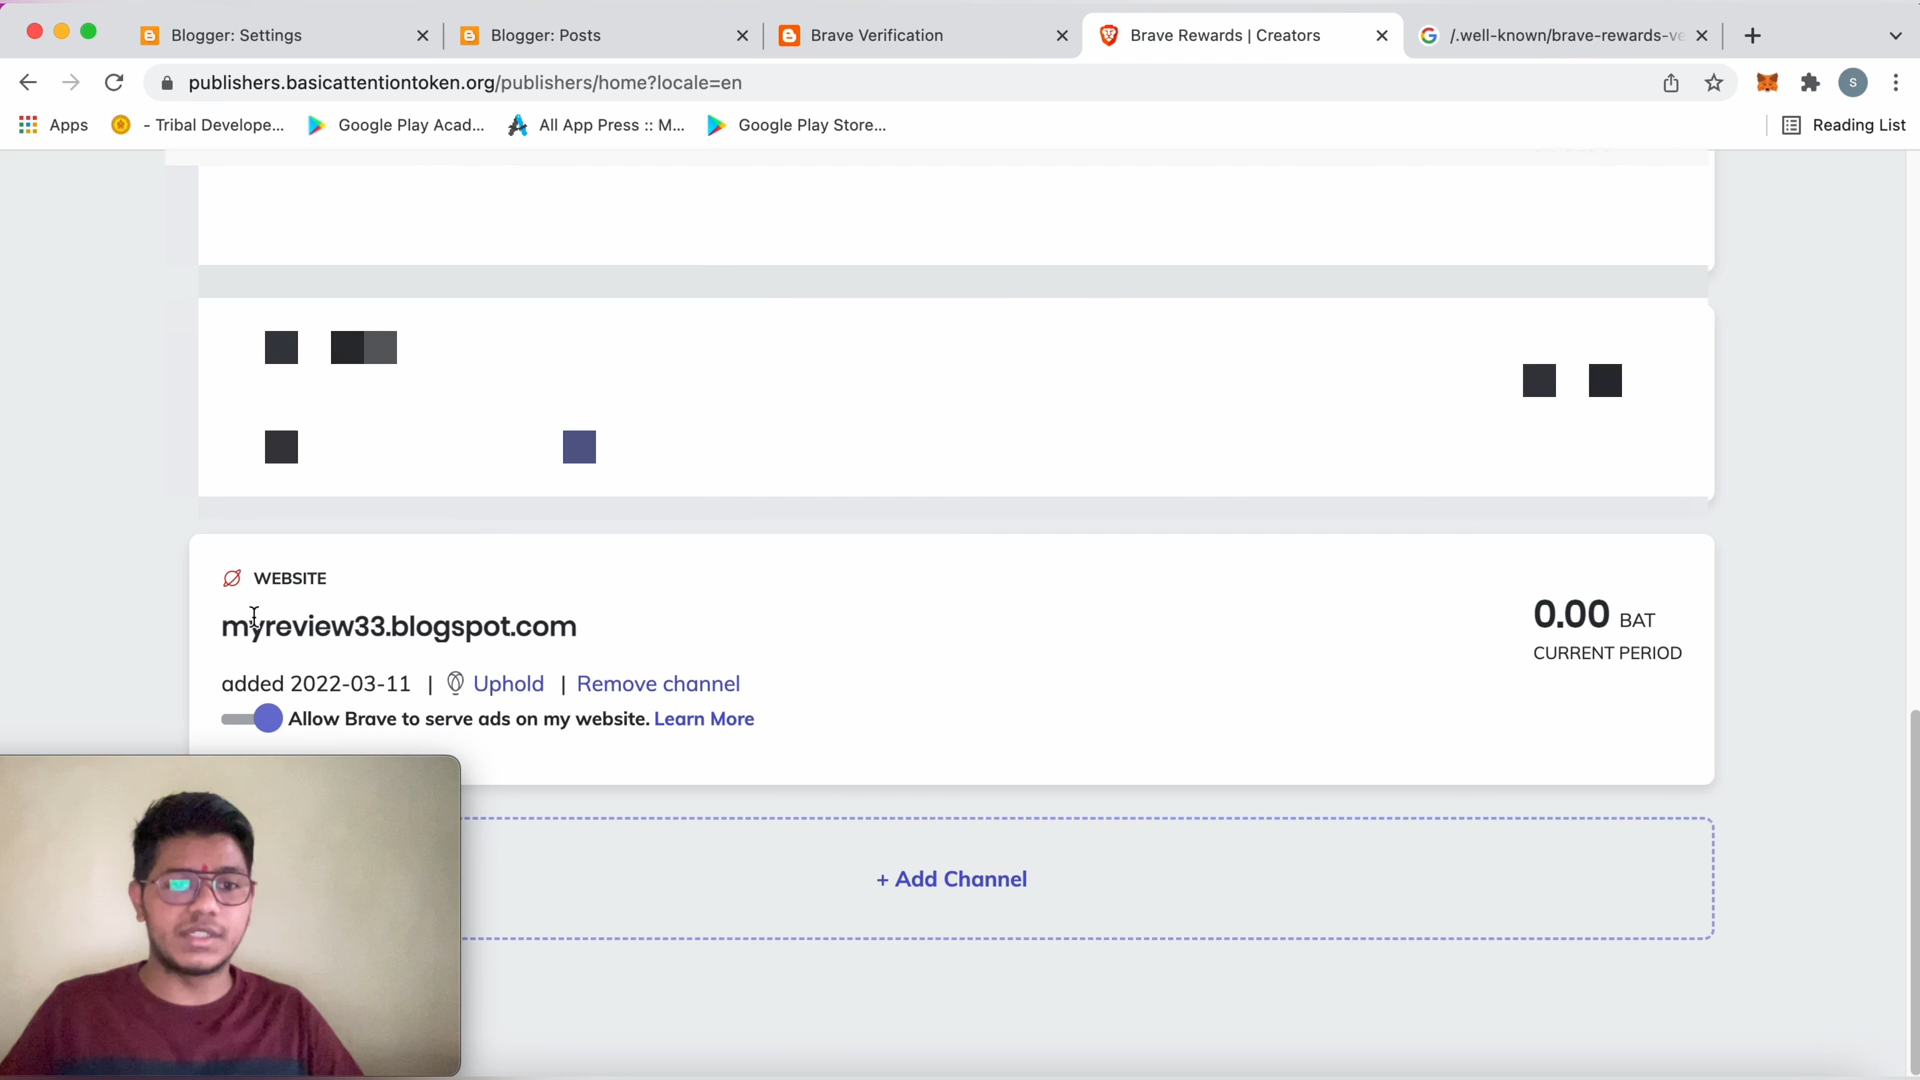 Blogger: Settings
Blogger: Posts
Brave Verification
Brave Rewards | Creators
/.well-known/brave-rewards-ve
publishers.basicattentiontoken.org/publishers/home?locale=en
S
Apps
- Tribal Develope...
Google Play Acad...
All App Press :: M...
Google Play Store...
Reading List
WEBSITE
myreview33.blogspot.com
0.00 BAT
CURRENT PERIOD
added 2022-03-11 | Uphold | Remove channel
Allow Brave to serve ads on my website. Learn More
+ Add Channel